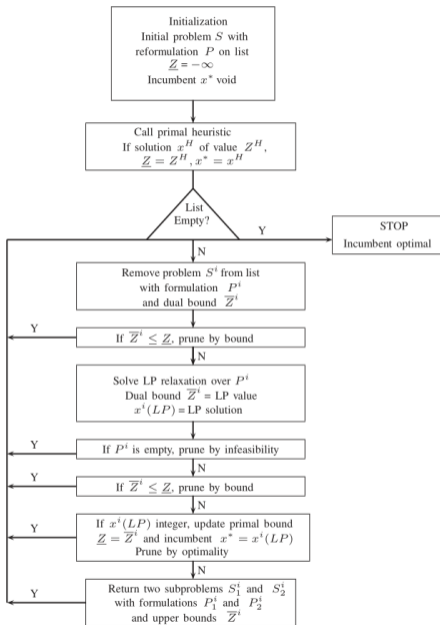 Initialization
Initial problem S with
reformulation P on list
Z = −∞
Incumbent x* void
Call primal heuristic
If solution x^H of value Z^H,
Z = Z^H, x* = x^H
List
Empty?
Y
STOP
Incumbent optimal
N
Remove problem S^i from list
with formulation P^i
and dual bound Z̅^i
Y
If Z̅^i ≤ Z, prune by bound
N
Solve LP relaxation over P^i
Dual bound Z̅^i = LP value
x^i(LP) = LP solution
Y
If P^i is empty, prune by infeasibility
N
Y
If Z̅^i ≤ Z, prune by bound
N
Y
If x^i(LP) integer, update primal bound
Z = Z̅^i and incumbent x* = x^i(LP)
Prune by optimality
N
Y
Return two subproblems S_1^i and S_2^i
with formulations P_1^i and P_2^i
and upper bounds Z̅^i